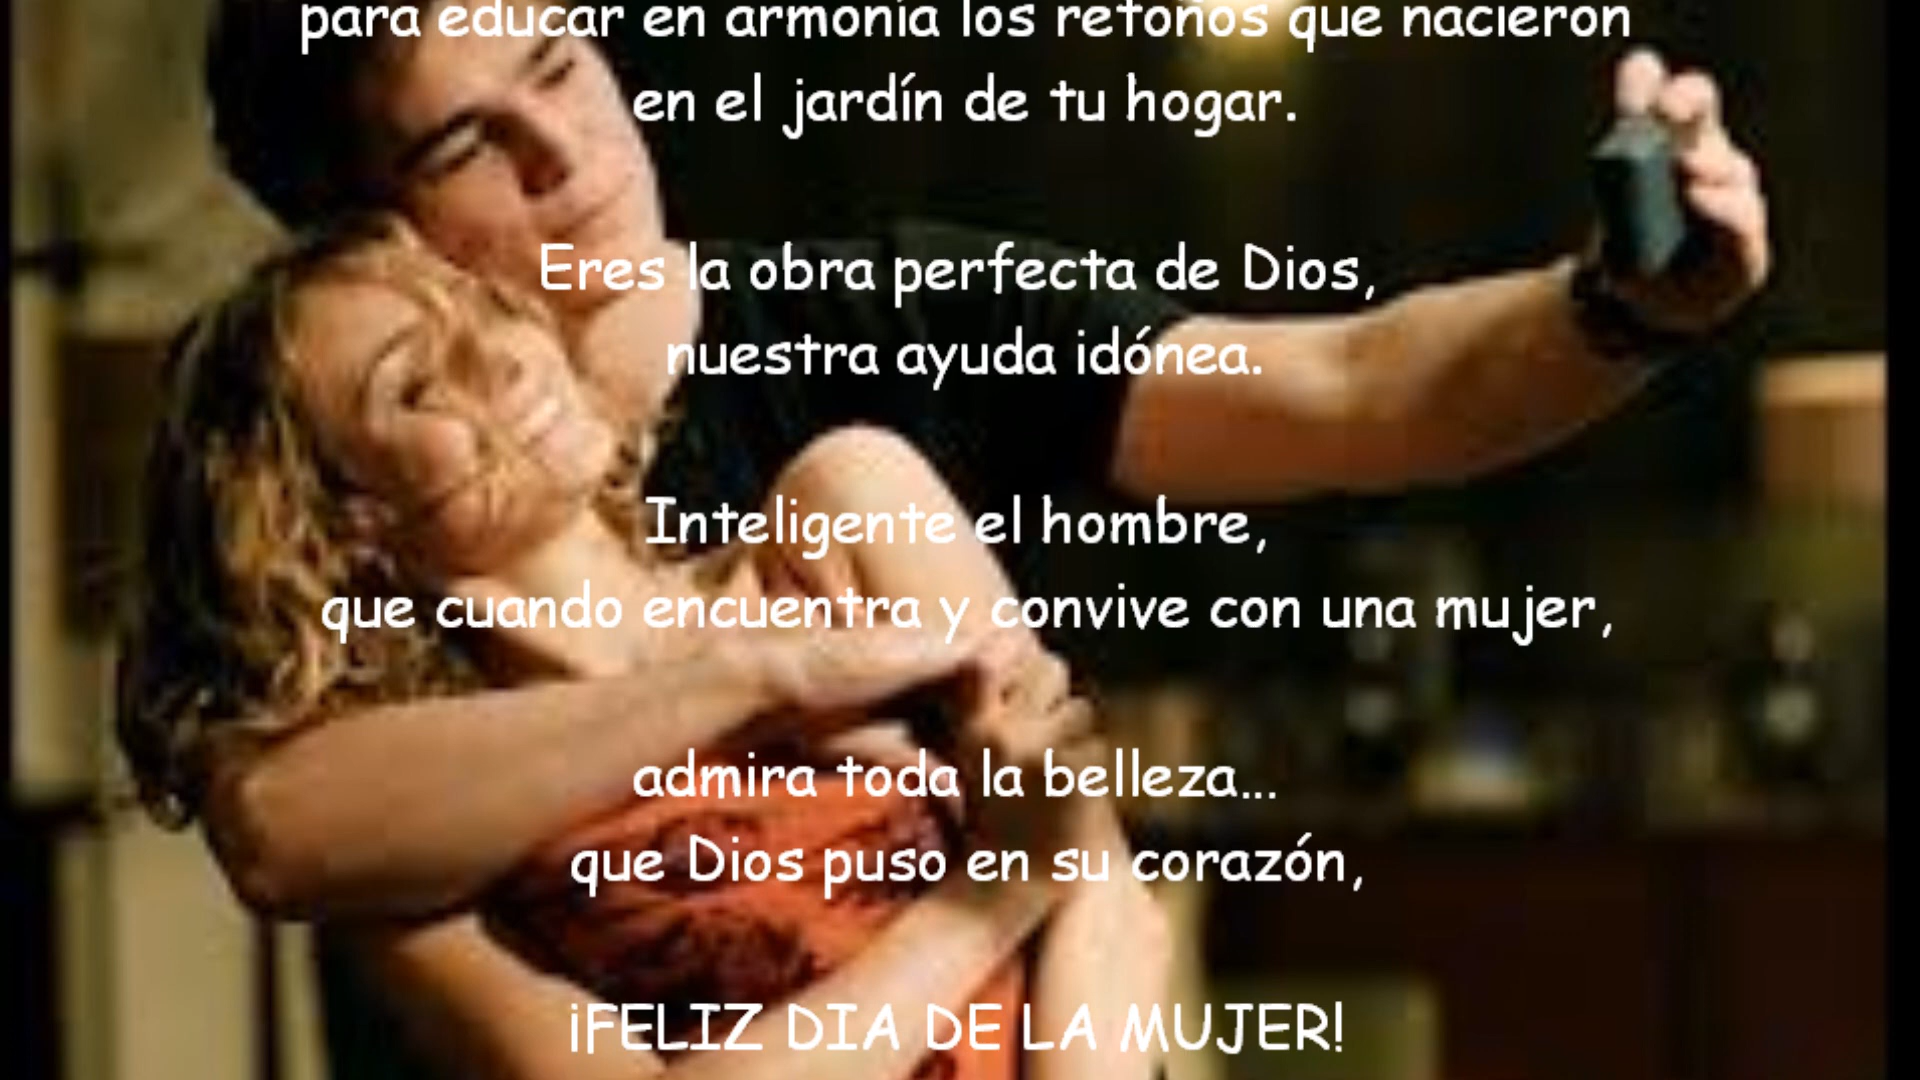 para educar en armonía los retoños que nacieron
en el jardín de tu hogar.
Eres la obra perfecta de Dios,
nuestra ayuda idónea.
Inteligente el hombre,
que cuando encuentra y convive con una mujer,
admira toda la belleza...
que Dios puso en su corazón,
¡FELIZ DIA DE LA MUJER!